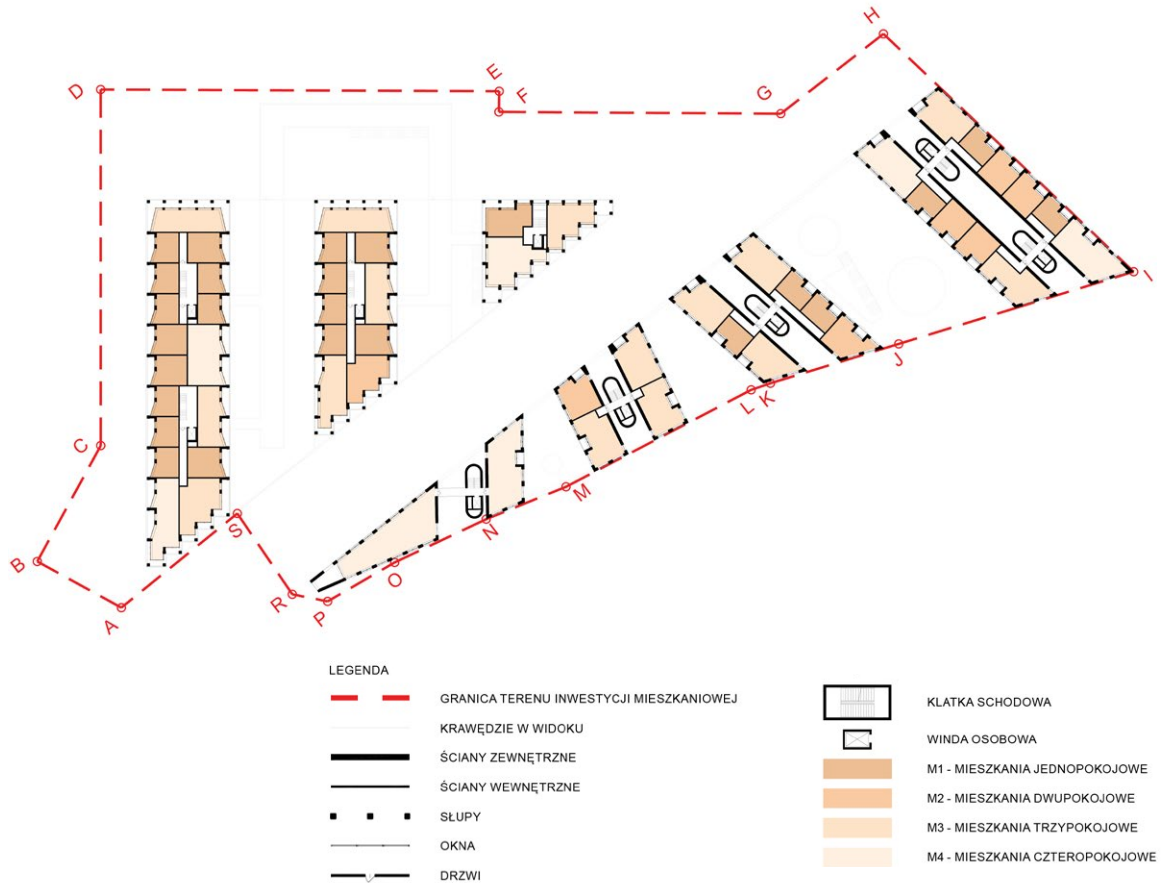 H
D
E
F
G
I
J
L K
C
M
S
N
B
O
R
P
A
LEGENDA
GRANICA TERENU INWESTYCJI MIESZKANIOWEJ
KRAWĘDZIE W WIDOKU
ŚCIANY ZEWNĘTRZNE
ŚCIANY WEWNĘTRZNE
SŁUPY
OKNA
DRZWI
KLATKA SCHODOWA
WINDA OSOBOWA
M1 - MIESZKANIA JEDNOPOKOJOWE
M2 - MIESZKANIA DWUPOKOJOWE
M3 - MIESZKANIA TRZYPOKOJOWE
M4 - MIESZKANIA CZTEROPOKOJOWE